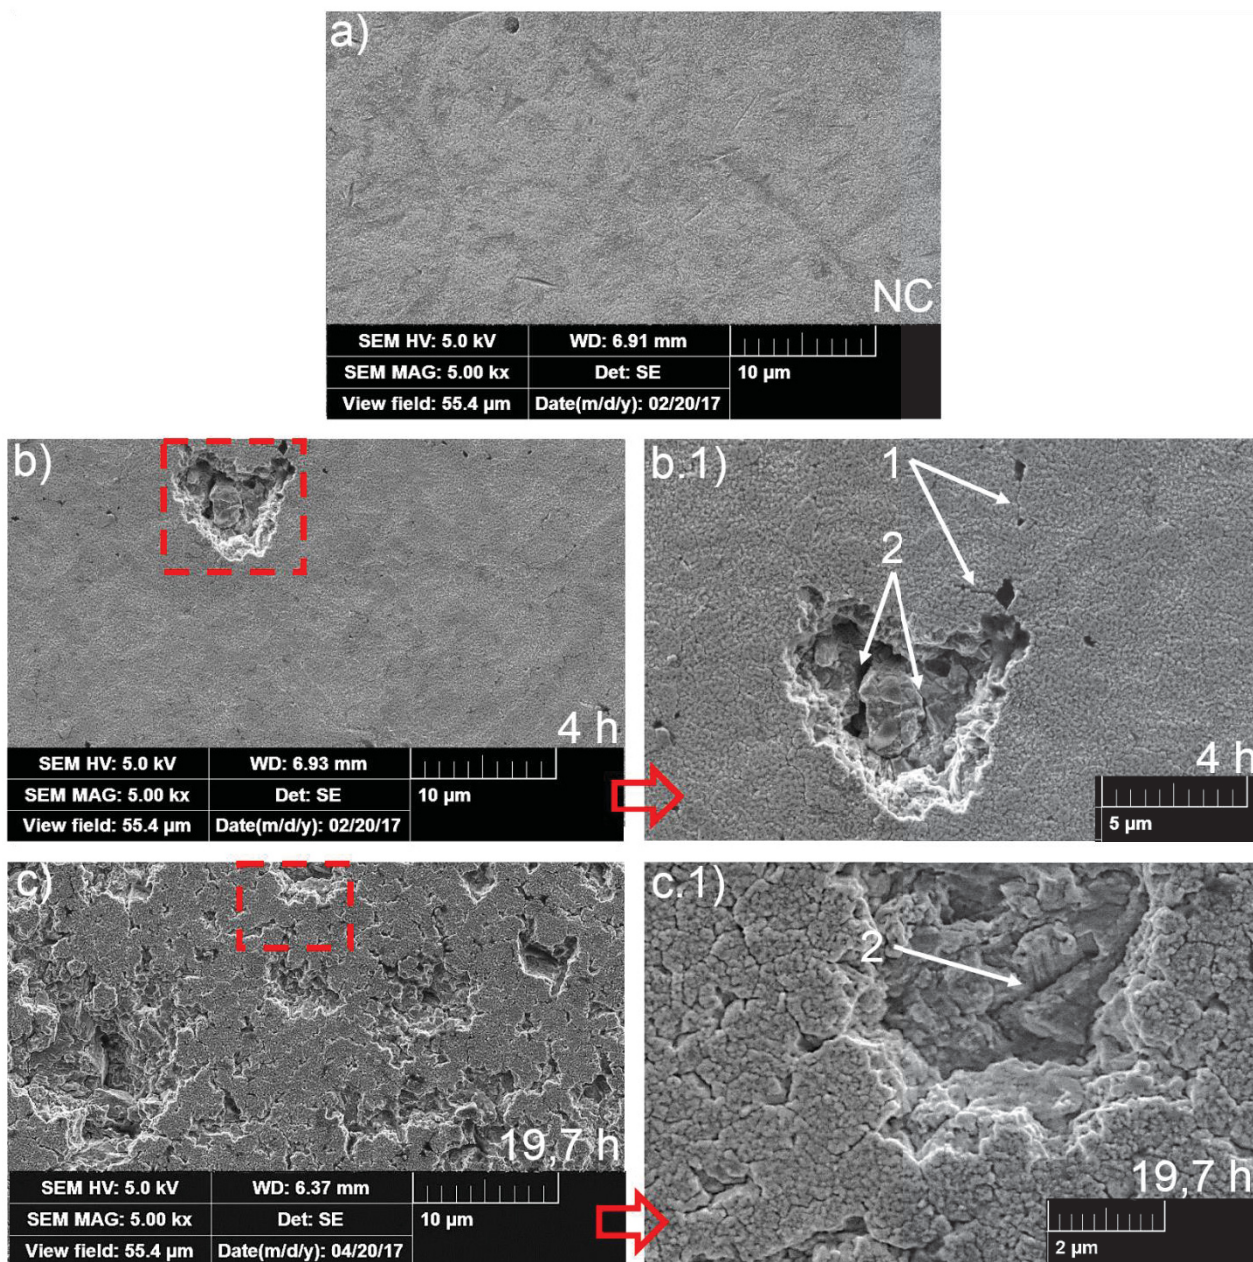 a)
NC
SEM HV: 5.0 kV WD: 6.91 mm
SEM MAG: 5.00 kx Det: SE 10 µm
View field: 55.4 µm Date(m/d/y): 02/20/17
b)
4 h
SEM HV: 5.0 kV WD: 6.93 mm
SEM MAG: 5.00 kx Det: SE 10 µm
View field: 55.4 µm Date(m/d/y): 02/20/17
b.1)
1
2
4 h
5 µm
c)
19,7 h
SEM HV: 5.0 kV WD: 6.37 mm
SEM MAG: 5.00 kx Det: SE 10 µm
View field: 55.4 µm Date(m/d/y): 04/20/17
c.1)
2
19,7 h
2 µm